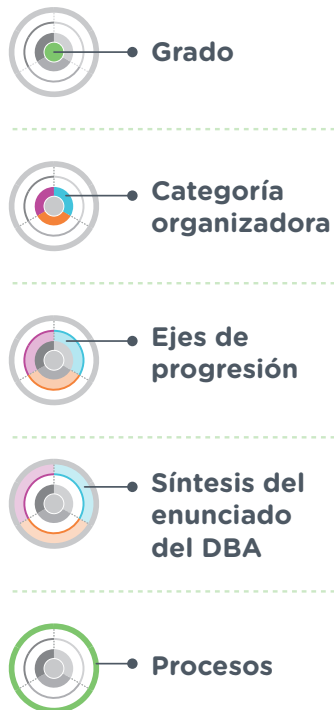 Grado
Categoría
organizadora
Ejes de
progresión
Síntesis del
enunciado
del DBA
Procesos